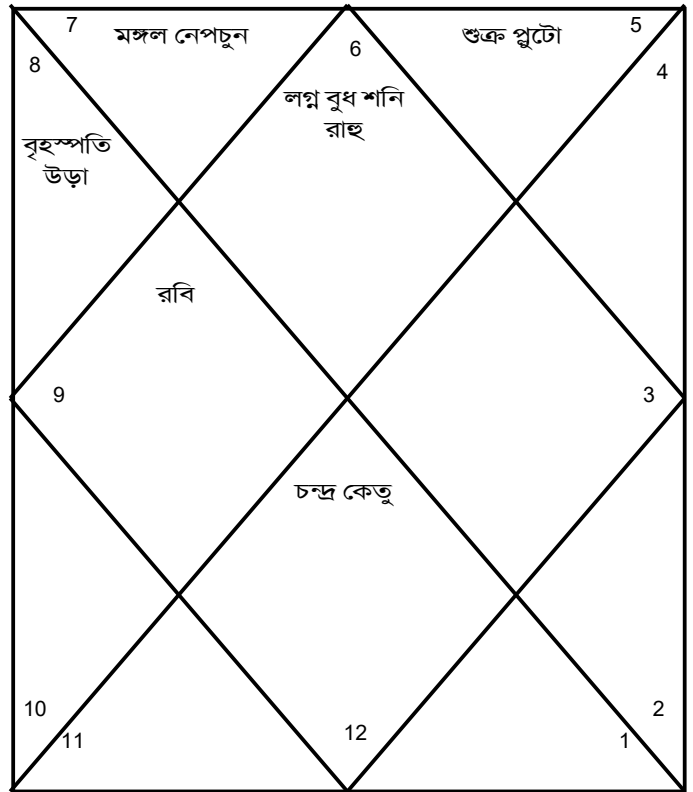 7
মঙ্গল নেপচুন
6
শুক্র প্লুটো
5
8
4
লগ্ন বুধ শনি
রাহু
বৃহস্পতি
উড়া
রবি
9
3
চন্দ্র কেতু
10
2
11
12
1